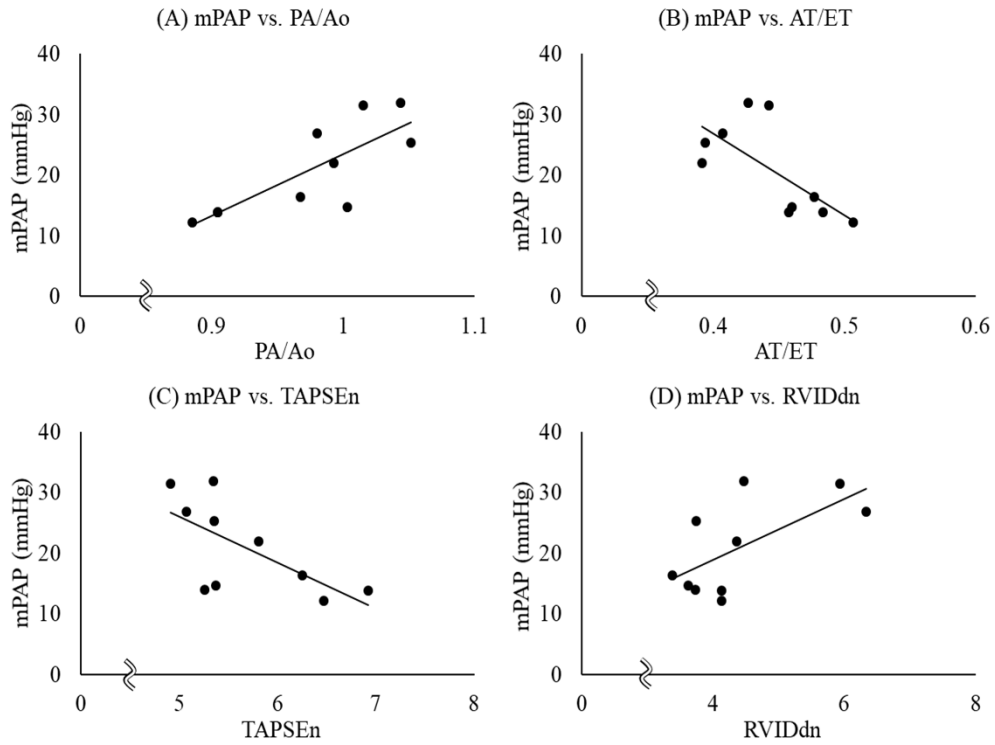 (A) mPAP vs. PA/Ao
mPAP (mmHg)
40
30
20
10
0
0 0.9 1 1.1
PA/Ao
(B) mPAP vs. AT/ET
mPAP (mmHg)
40
30
20
10
0
0 0.4 0.5 0.6
AT/ET
(C) mPAP vs. TAPSEn
mPAP (mmHg)
40
30
20
10
0
0 5 6 7 8
TAPSEn
(D) mPAP vs. RVIDdn
mPAP (mmHg)
40
30
20
10
0
0 4 6 8
RVIDdn